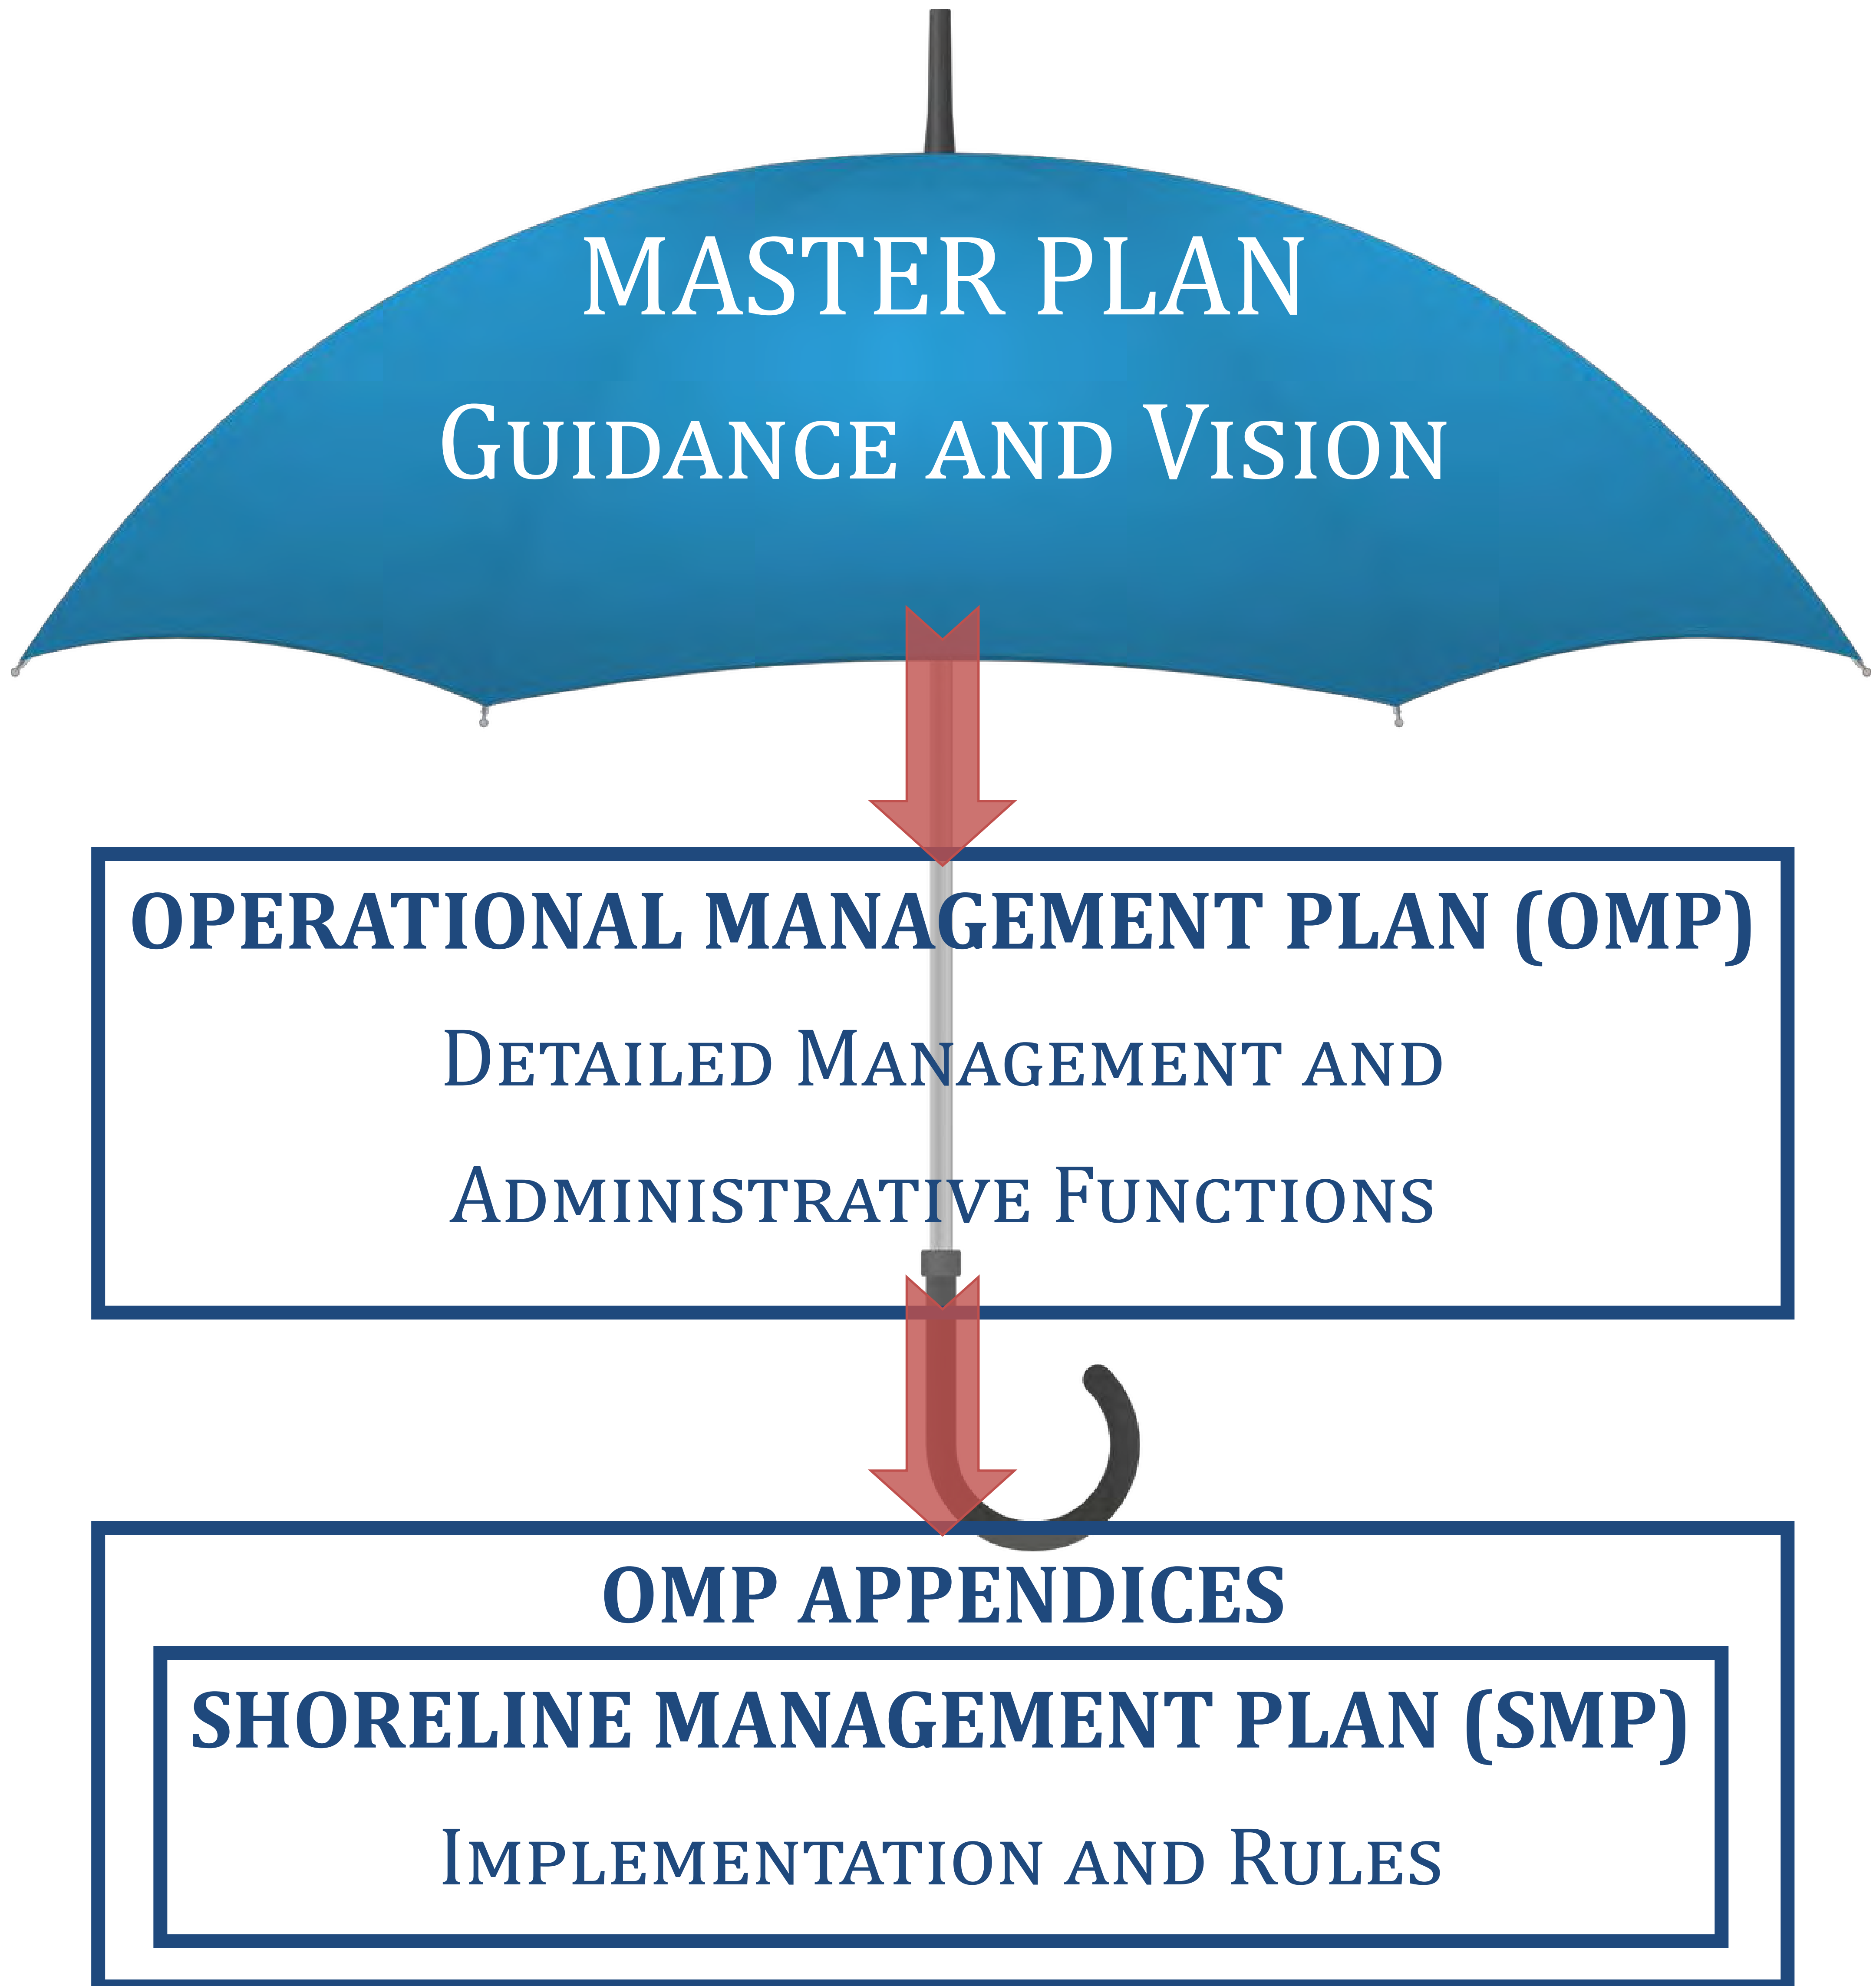 MASTER PLAN
GUIDANCE AND VISION
OPERATIONAL MANAGEMENT PLAN (OMP)
DETAILED MANAGEMENT AND
ADMINISTRATIVE FUNCTIONS
OMP APPENDICES
SHORELINE MANAGEMENT PLAN (SMP)
IMPLEMENTATION AND RULES